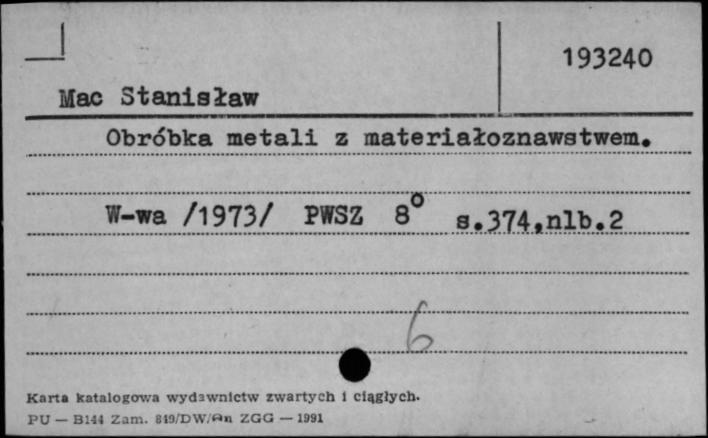 193240
Mac Stanisław
Obróbka metali z materiałoznawstwem.
W-wa /1973/ PWSZ 8° s.374,nlb.2
6
Karta katalogowa wydawnictw zwartych i ciągłych.
PU — B144 Zam. 849/DW/An ZGG — 1991